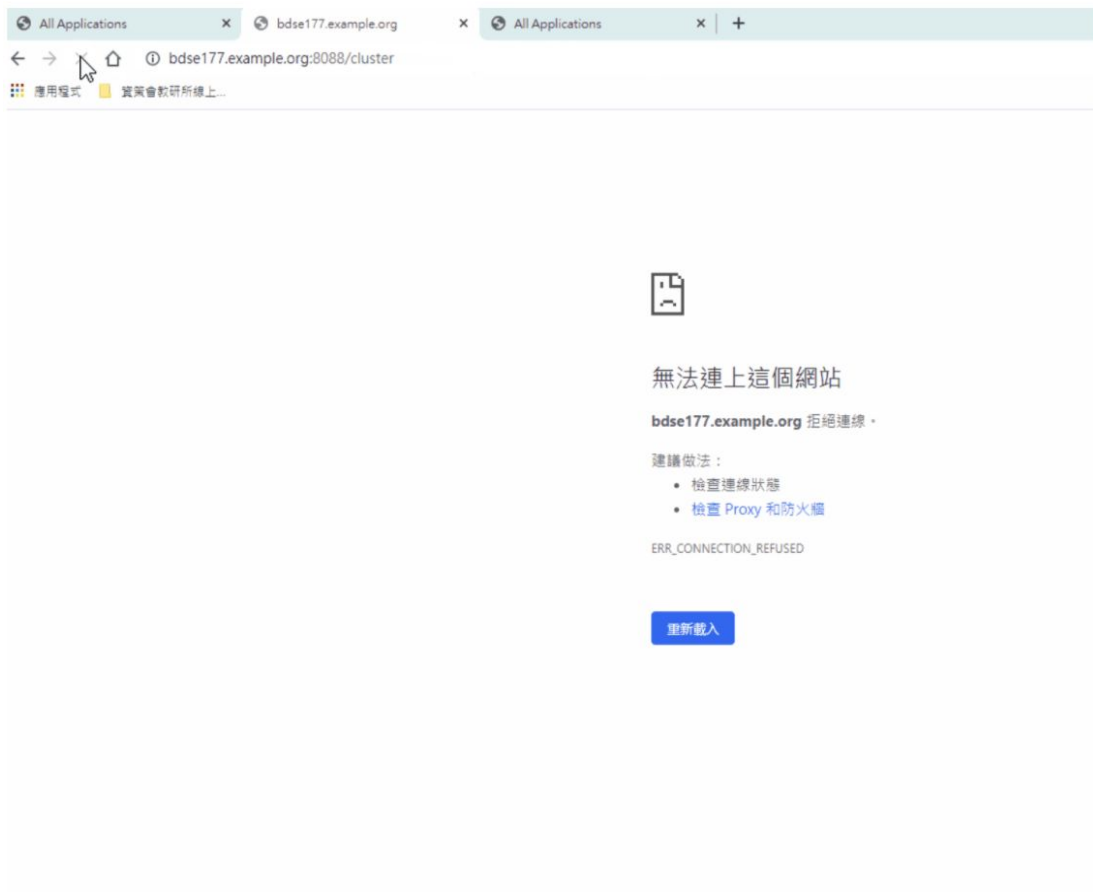 All Applications
bdse177.example.org
All Applications
bdse177.example.org:8088/cluster
應用程式
資策會教研所線上...
無法連上這個網站
bdse177.example.org 拒絕連線。
建議做法：
• 檢查連線狀態
• 檢查 Proxy 和防火牆
ERR_CONNECTION_REFUSED
重新載入